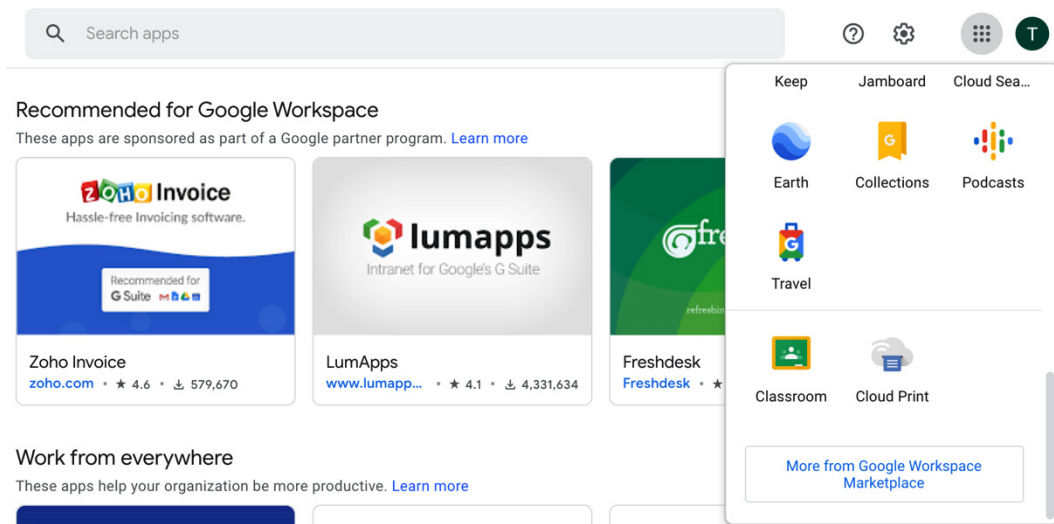 Search apps
T
Recommended for Google Workspace
These apps are sponsored as part of a Google partner program. Learn more
ZOHO Invoice
Hassle-free Invoicing software.
Recommended for
G Suite
lumapps
Intranet for Google's G Suite
Zoho Invoice
zoho.com • ★ 4.6 • 579,670
LumApps
www.lumapp... • ★ 4.1 • 4,331,634
Freshdesk
Freshdesk • ★
Work from everywhere
These apps help your organization be more productive. Learn more
Keep Jamboard Cloud Sea...
G
Earth Collections Podcasts
G
Travel
Classroom Cloud Print
More from Google Workspace
Marketplace